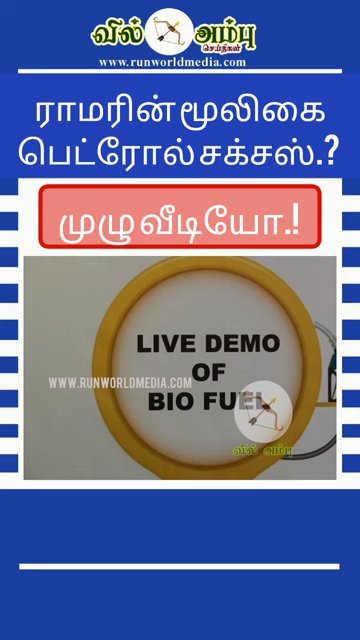 வில் அம்பு
செய்திகள்
www.runworldmedia.com
ராமரின் மூலிகை
பெட்ரோல் சக்சஸ்.?
முழு வீடியோ.!
LIVE DEMO
OF
WWW.RUNWORLDMEDIA.COM
BIO FUEL
வில் அம்பு